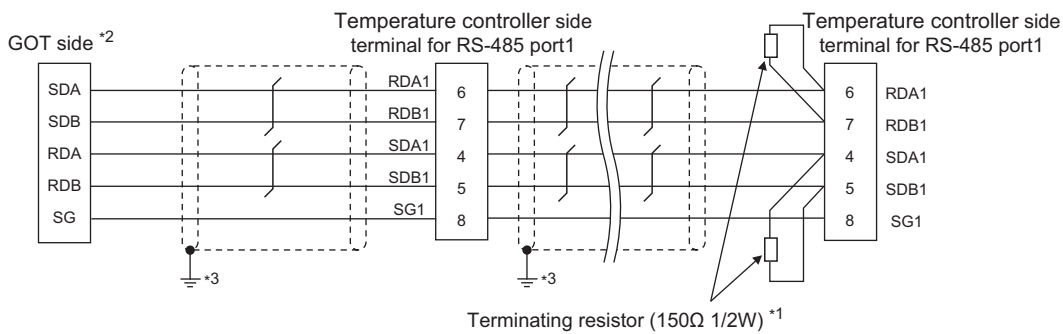 GOT side *2
Temperature controller side
terminal for RS-485 port1
Temperature controller side
terminal for RS-485 port1
SDA
SDB
RDA
RDB
SG
RDA1
RDB1
SDA1
SDB1
SG1
6
7
4
5
8
6
7
4
5
8
RDA1
RDB1
SDA1
SDB1
SG1
*3
*3
Terminating resistor (150Ω 1/2W) *1